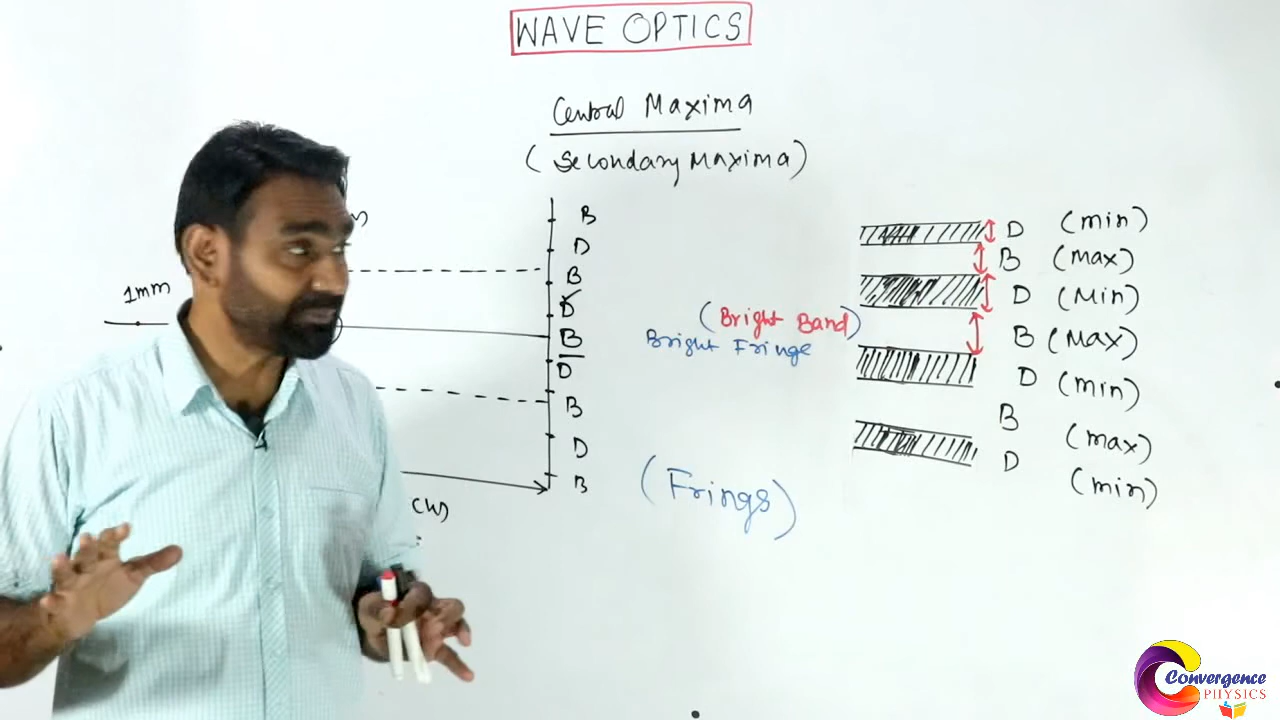 WAVE OPTICS
Central Maxima
(Secondary Maxima)
B
D
B
D
B
D
B
D
B
1mm
(Bright Band)
Bright Fringe
(Frings)
D (min)
B (Max)
D (Min)
B (Max)
D (min)
B (max)
D (min)
Convergence
PHYSICS